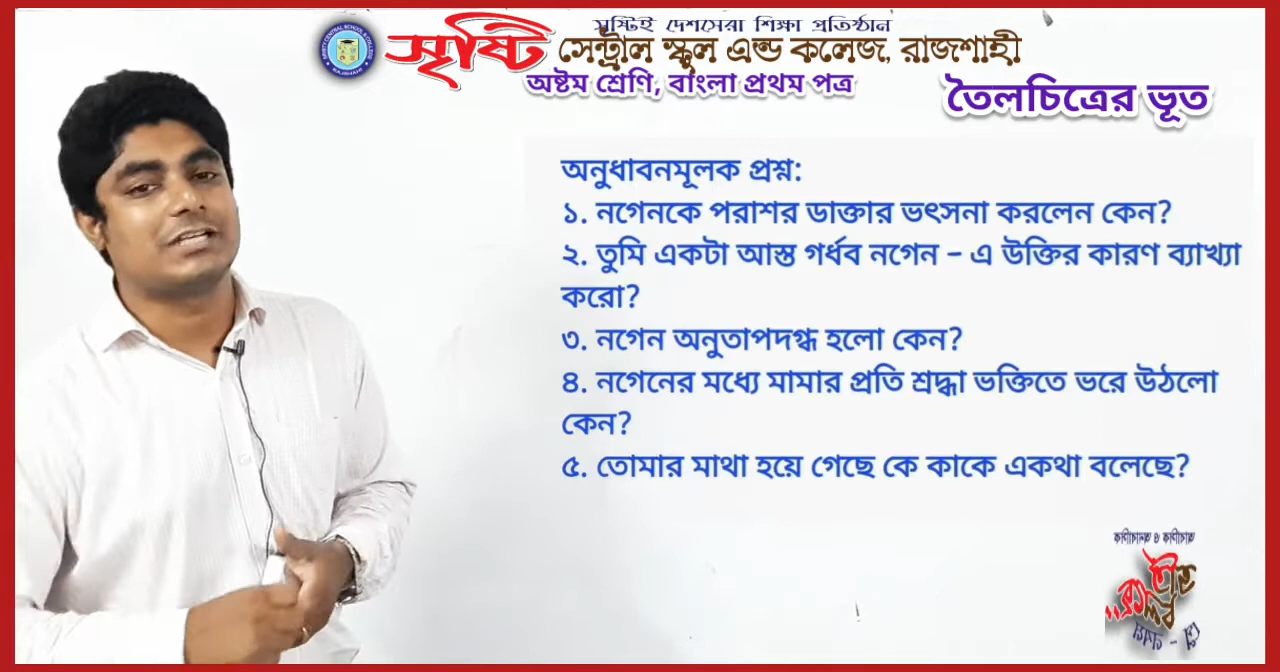 সৃষ্টিই দেশসেরা শিক্ষা প্রতিষ্ঠান
সৃষ্টি সেন্ট্রাল স্কুল এন্ড কলেজ, রাজশাহী
অষ্টম শ্রেণি, বাংলা প্রথম পত্র
তৈলচিত্রের ভূত
অনুধাবনমূলক প্রশ্ন:
১. নগেনকে পরাশর ডাক্তার ভৎসনা করলেন কেন?
২. তুমি একটা আস্ত গর্ধব নগেন – এ উক্তির কারণ ব্যাখ্যা
করো?
৩. নগেন অনুতাপদগ্ধ হলো কেন?
৪. নগেনের মধ্যে মামার প্রতি শ্রদ্ধা ভক্তিতে ভরে উঠলো
কেন?
৫. তোমার মাথা হয়ে গেছে কে কাকে একথা বলেছে?
আবাসিক ও অনাবাসিক